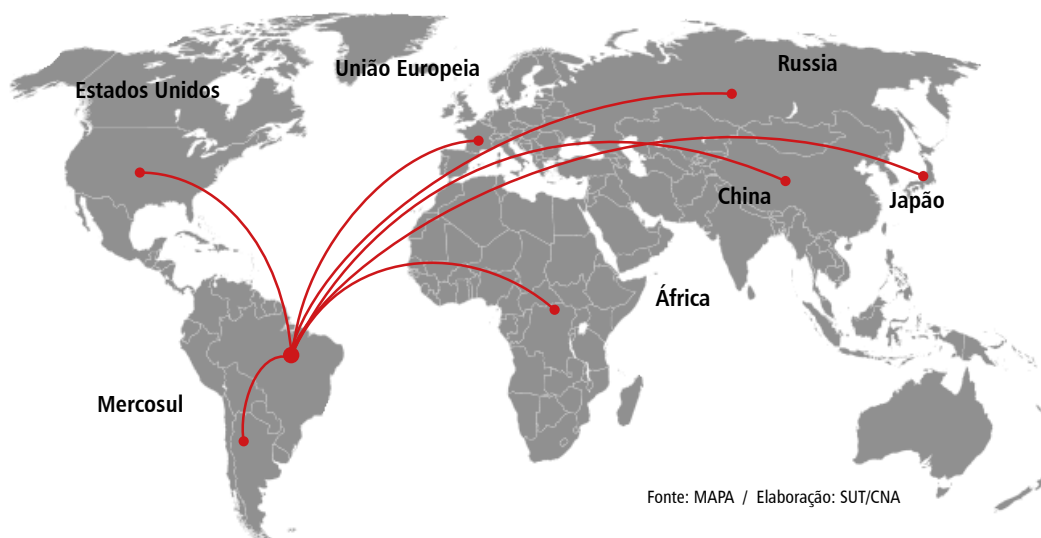 Russia
União Europeia
Estados Unidos
China
Japão
África
Mercosul
Fonte: MAPA / Elaboração: SUT/CNA